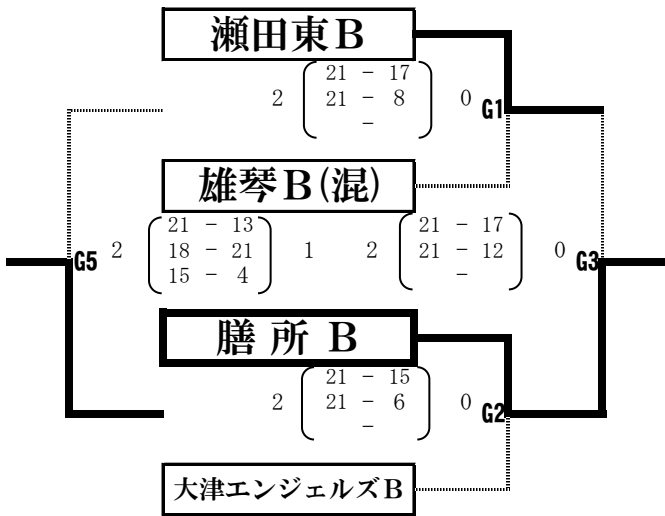 瀬田東B
21 - 17
2 21 - 8 0 G1
-
雄琴B(混)
21 - 13 21 - 17
G5 2 18 - 21 1 2 21 - 12 0 G3
15 - 4 -
膳所 B
21 - 15
2 21 - 6 0 G2
-
大津エンジェルズB